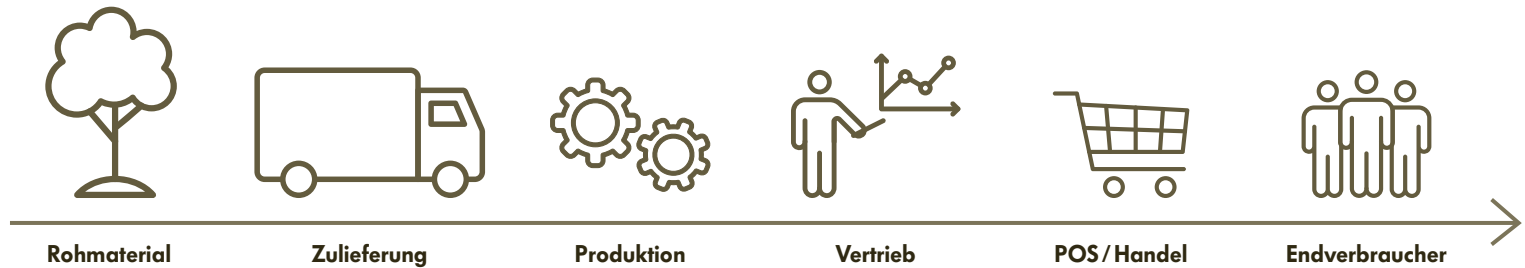 Rohmaterial
Zulieferung
Produktion
Vertrieb
POS / Handel
Endverbraucher